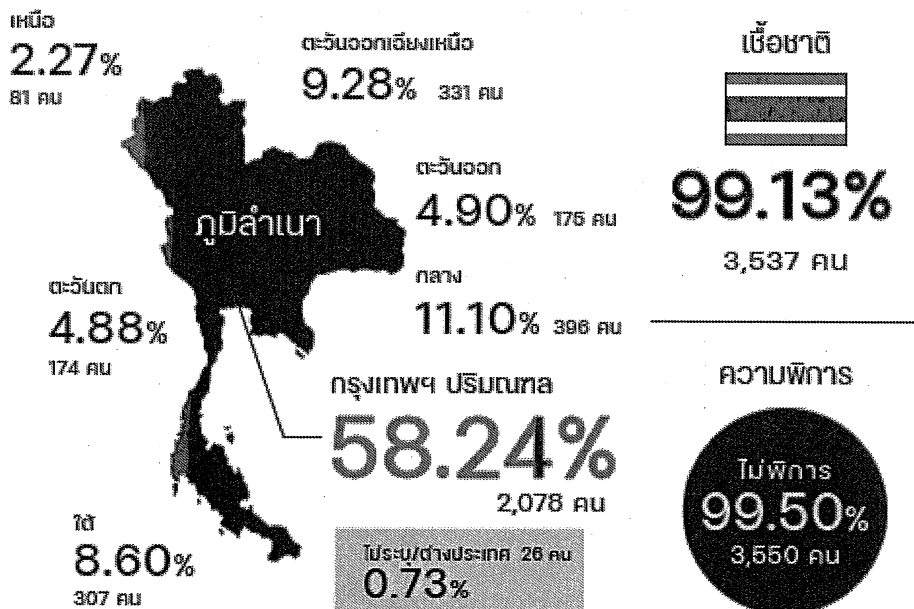 เหนือ
2.27%
81 คน
ตะวันออกเฉียงเหนือ
9.28% 331 คน
ตะวันออก
4.90% 175 คน
ภูมิลำเนา
ตะวันตก
4.88%
174 คน
กลาง
11.10% 396 คน
กรุงเทพฯ ปริมณฑล
58.24%
2,078 คน
ใต้
8.60%
307 คน
ไม่ระบุ/ต่างประเทศ 26 คน
0.73%
เชื้อชาติ
99.13%
3,537 คน
ความพิการ
ไม่พิการ
99.50%
3,550 คน